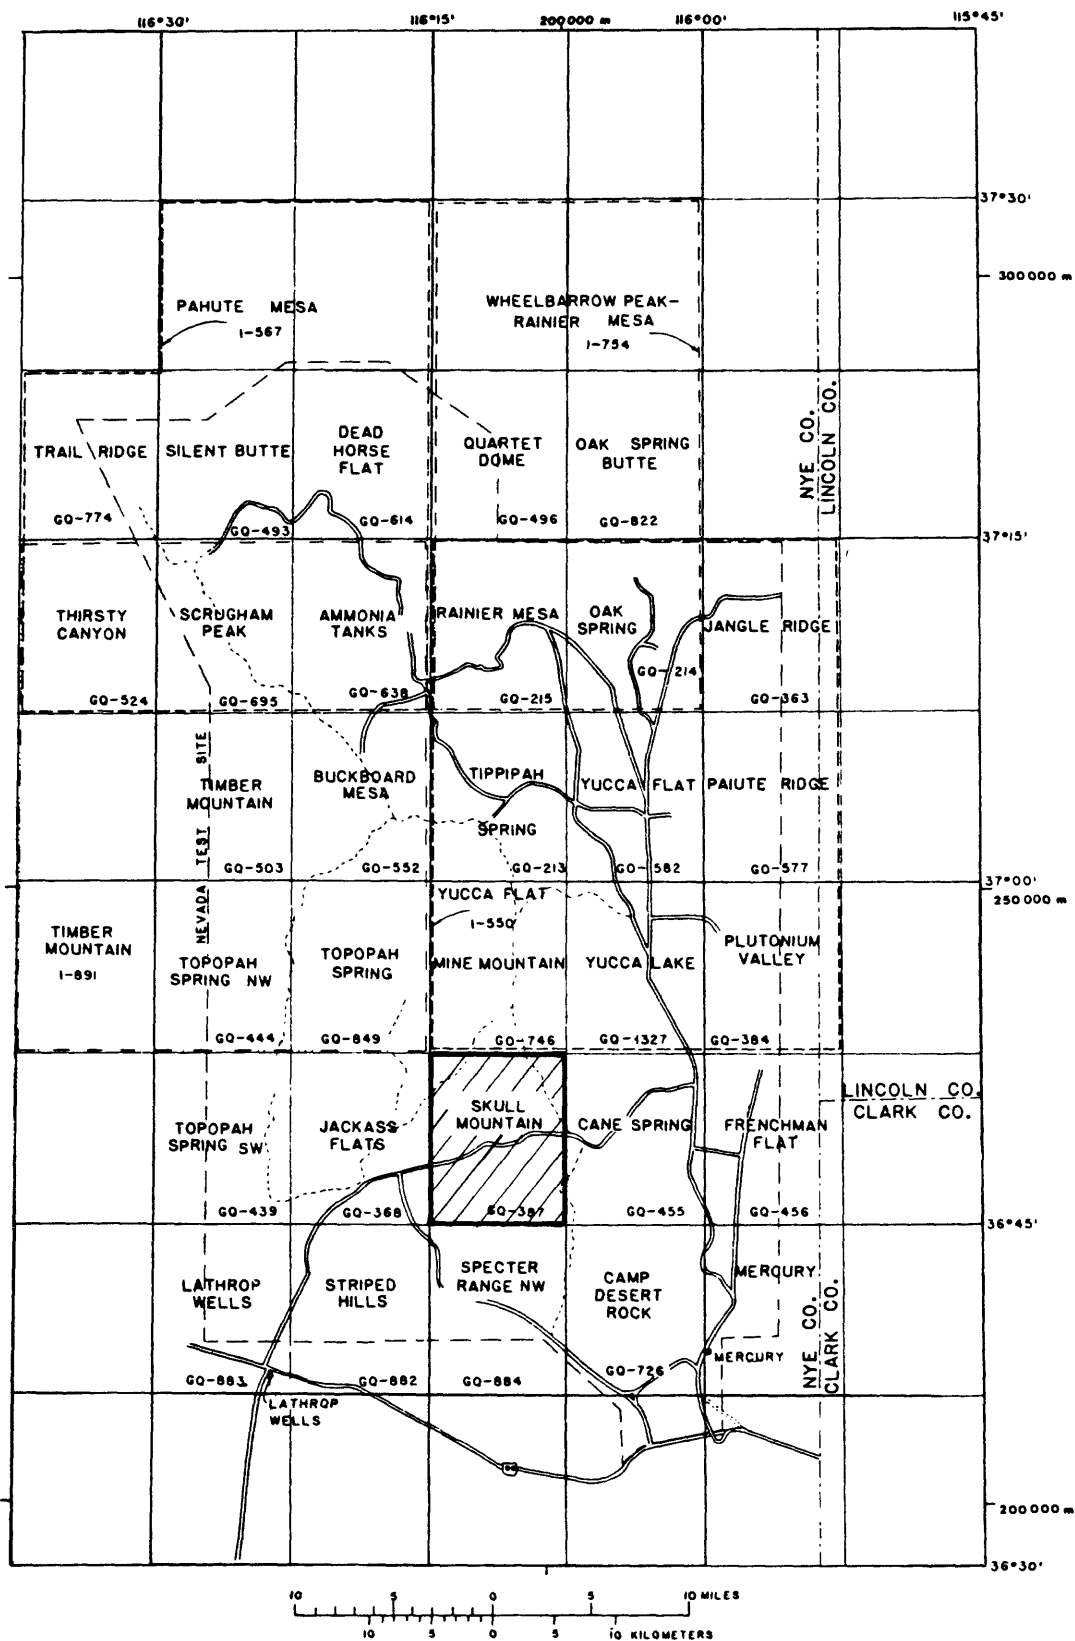 116°30'
116°15'
200000 m
116°00'
115°45'
37°30'
300000 m
PAHUTE MESA
I-567
WHEELBARROW PEAK-
RAINIER MESA
I-754
NYE CO.
LINCOLN CO.
TRAIL RIDGE
GQ-774
SILENT BUTTE
GQ-493
DEAD
HORSE
FLAT
GQ-614
QUARTET
DOME
GQ-496
OAK SPRING
BUTTE
GQ-822
37°15'
THIRSTY
CANYON
GQ-524
SCRUGHAM
PEAK
GQ-695
AMMONIA
TANKS
GQ-638
RAINIER MESA
GQ-215
OAK
SPRING
GQ-214
JANGLE RIDGE
GQ-363
NEVADA TEST SITE
TIMBER
MOUNTAIN
GQ-503
BUCKBOARD
MESA
GQ-552
TIPPIPAH
SPRING
GQ-213
YUCCA FLAT
GQ-582
PAIUTE RIDGE
GQ-577
37°00'
250000 m
TIMBER
MOUNTAIN
I-891
TOPOPAH
SPRING NW
GQ-444
TOPOPAH
SPRING
GQ-849
YUCCA FLAT
I-550
MINE MOUNTAIN
GQ-746
YUCCA LAKE
GQ-1327
PLUTONIUM
VALLEY
GQ-384
LINCOLN CO.
CLARK CO.
TOPOPAH
SPRING SW
GQ-439
JACKASS
FLATS
GQ-368
SKULL
MOUNTAIN
GQ-387
CANE SPRING
GQ-455
FRENCHMAN
FLAT
GQ-456
36°45'
LATHROP
WELLS
GQ-883
STRIPED
HILLS
GQ-882
SPECTER
RANGE NW
GQ-884
CAMP
DESERT
ROCK
GQ-726
MERCURY
MERCURY
NYE CO.
CLARK CO.
LATHROP
WELLS
200000 m
36°30'
10 5 0 5 10 MILES
10 5 0 5 10 KILOMETERS